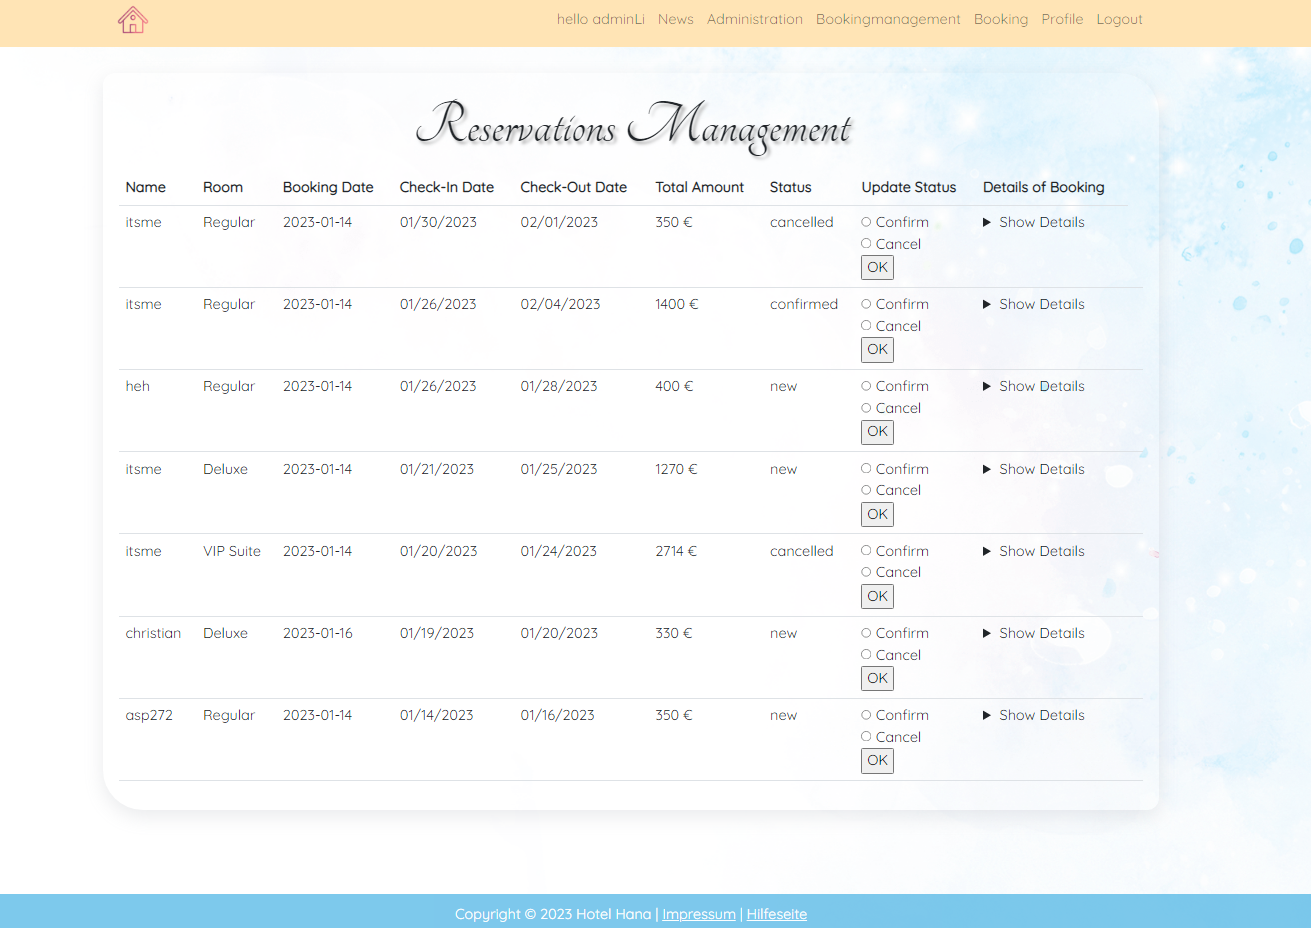 hello adminLi News Administration Bookingmanagement Booking Profile Logout
Reservations Management
Name Room Booking Date Check-In Date Check-Out Date Total Amount Status Update Status Details of Booking
itsme Regular 2023-01-14 01/30/2023 02/01/2023 350 € cancelled Confirm Show Details
Cancel
OK
itsme Regular 2023-01-14 01/26/2023 02/04/2023 1400 € confirmed Confirm Show Details
Cancel
OK
heh Regular 2023-01-14 01/26/2023 01/28/2023 400 € new Confirm Show Details
Cancel
OK
itsme Deluxe 2023-01-14 01/21/2023 01/25/2023 1270 € new Confirm Show Details
Cancel
OK
itsme VIP Suite 2023-01-14 01/20/2023 01/24/2023 2714 € cancelled Confirm Show Details
Cancel
OK
christian Deluxe 2023-01-16 01/19/2023 01/20/2023 330 € new Confirm Show Details
Cancel
OK
asp272 Regular 2023-01-14 01/14/2023 01/16/2023 350 € new Confirm Show Details
Cancel
OK
Copyright © 2023 Hotel Hana | Impressum | Hilfeseite